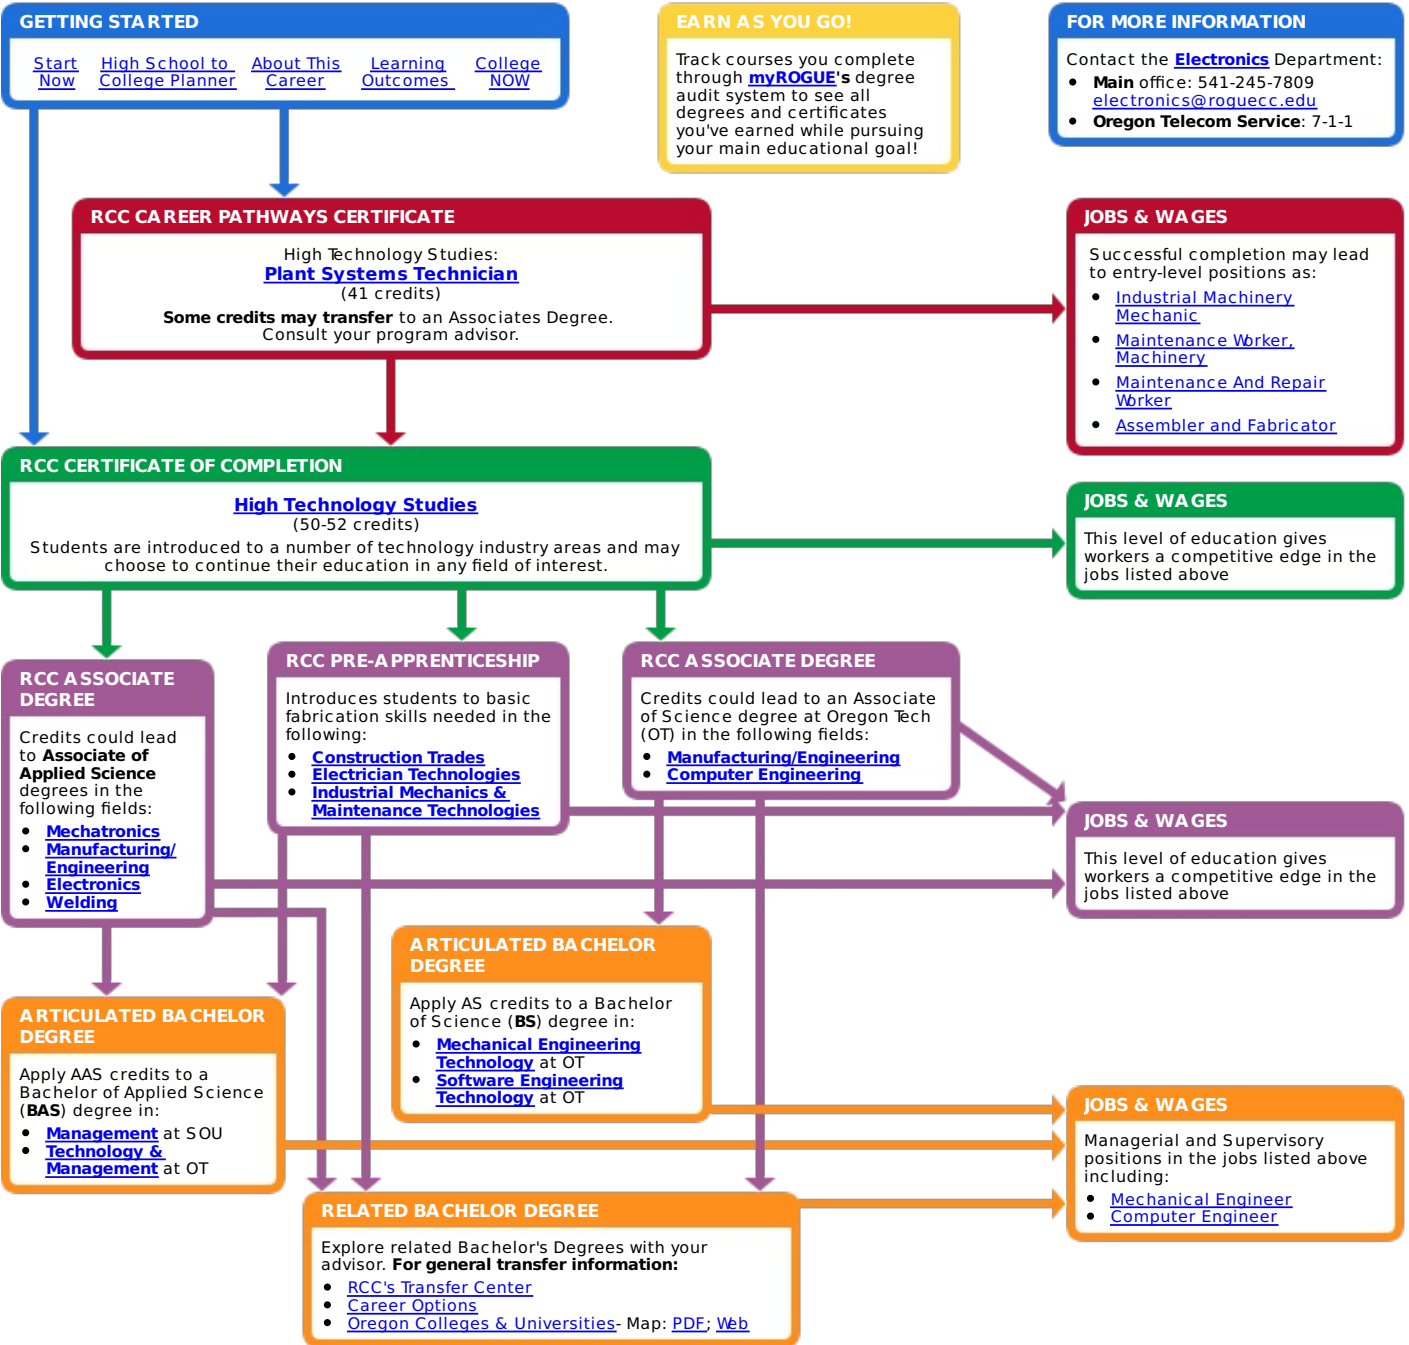 GETTING STARTED
Start Now
High School to College Planner
About This Career
Learning Outcomes
College NOW
EARN AS YOU GO!
Track courses you complete
through myROGUE's degree
audit system to see all
degrees and certificates
you've earned while pursuing
your main educational goal!
FOR MORE INFORMATION
Contact the Electronics Department:
• Main office: 541-245-7809
electronics@roguecc.edu
• Oregon Telecom Service: 7-1-1
RCC CAREER PATHWAYS CERTIFICATE
High Technology Studies:
Plant Systems Technician
(41 credits)
Some credits may transfer to an Associates Degree.
Consult your program advisor.
JOBS & WAGES
Successful completion may lead
to entry-level positions as:
• Industrial Machinery
Mechanic
• Maintenance Worker,
Machinery
• Maintenance And Repair
Worker
• Assembler and Fabricator
RCC CERTIFICATE OF COMPLETION
High Technology Studies
(50-52 credits)
Students are introduced to a number of technology industry areas and may
choose to continue their education in any field of interest.
JOBS & WAGES
This level of education gives
workers a competitive edge in the
jobs listed above
RCC ASSOCIATE
DEGREE
Credits could lead
to Associate of
Applied Science
degrees in the
following fields:
• Mechatronics
• Manufacturing/
Engineering
• Electronics
• Welding
RCC PRE-APPRENTICESHIP
Introduces students to basic
fabrication skills needed in the
following:
• Construction Trades
• Electrician Technologies
• Industrial Mechanics &
Maintenance Technologies
RCC ASSOCIATE DEGREE
Credits could lead to an Associate
of Science degree at Oregon Tech
(OT) in the following fields:
• Manufacturing/Engineering
• Computer Engineering
JOBS & WAGES
This level of education gives
workers a competitive edge in the
jobs listed above
ARTICULATED BACHELOR
DEGREE
Apply AS credits to a Bachelor
of Science (BS) degree in:
• Mechanical Engineering
Technology at OT
• Software Engineering
Technology at OT
ARTICULATED BACHELOR
DEGREE
Apply AAS credits to a
Bachelor of Applied Science
(BAS) degree in:
• Management at SOU
• Technology &
Management at OT
JOBS & WAGES
Managerial and Supervisory
positions in the jobs listed above
including:
• Mechanical Engineer
• Computer Engineer
RELATED BACHELOR DEGREE
Explore related Bachelor's Degrees with your
advisor. For general transfer information:
• RCC's Transfer Center
• Career Options
• Oregon Colleges & Universities- Map: PDF; Web